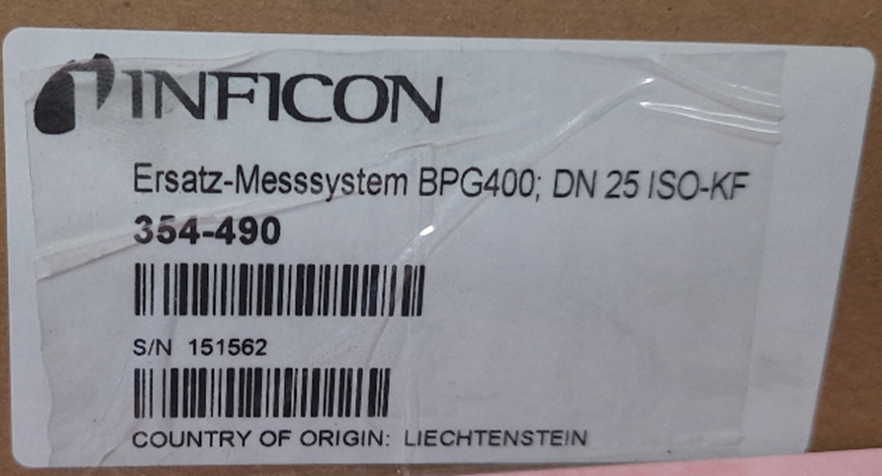 INFICON
Ersatz-Messsystem BPG400; DN 25 ISO-KF
354-490
S/N 151562
COUNTRY OF ORIGIN: LIECHTENSTEIN